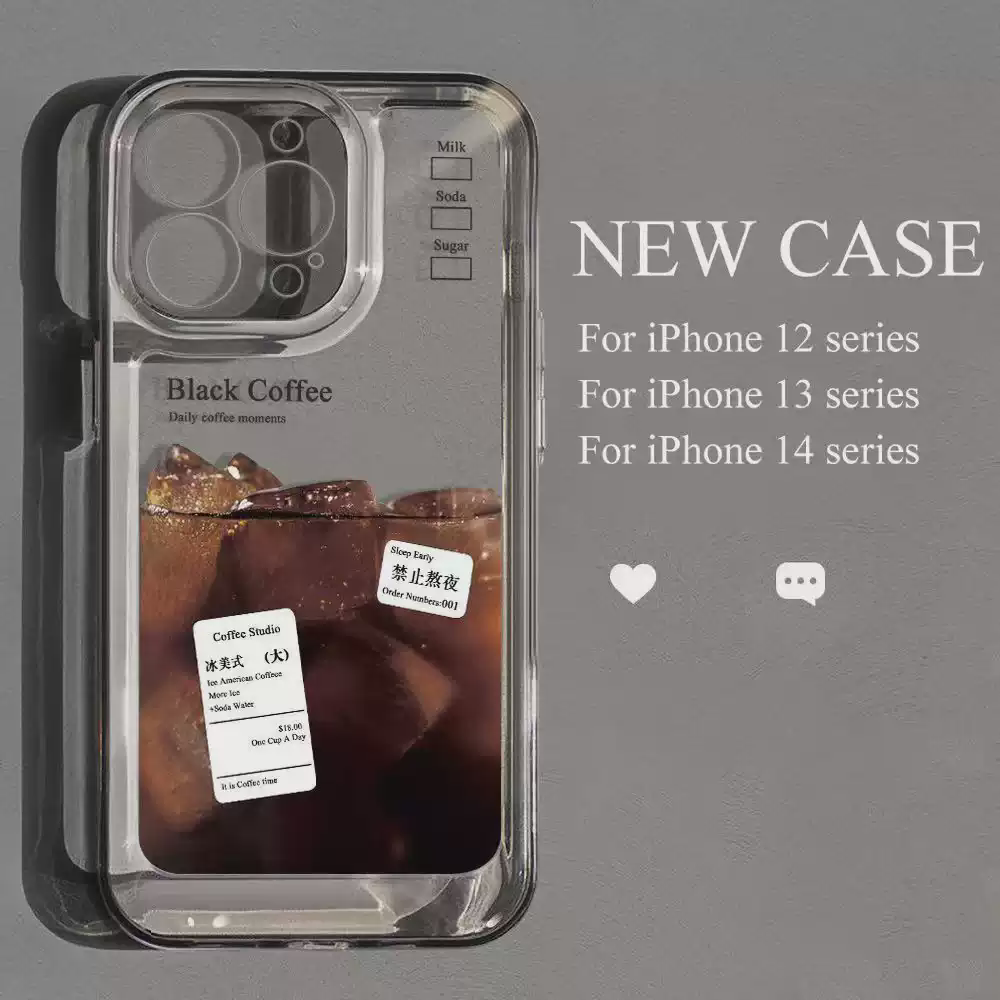 Milk
Soda
Sugar
NEW CASE
For iPhone 12 series
For iPhone 13 series
For iPhone 14 series
Black Coffee
Daily coffee moments
Sleep Early
禁止熬夜
Order Numbers:001
Coffee Studio
冰美式 (大)
Ice American Coffece
More Ice
+Soda Water
$18.00
One Cup A Day
It is Coffee time